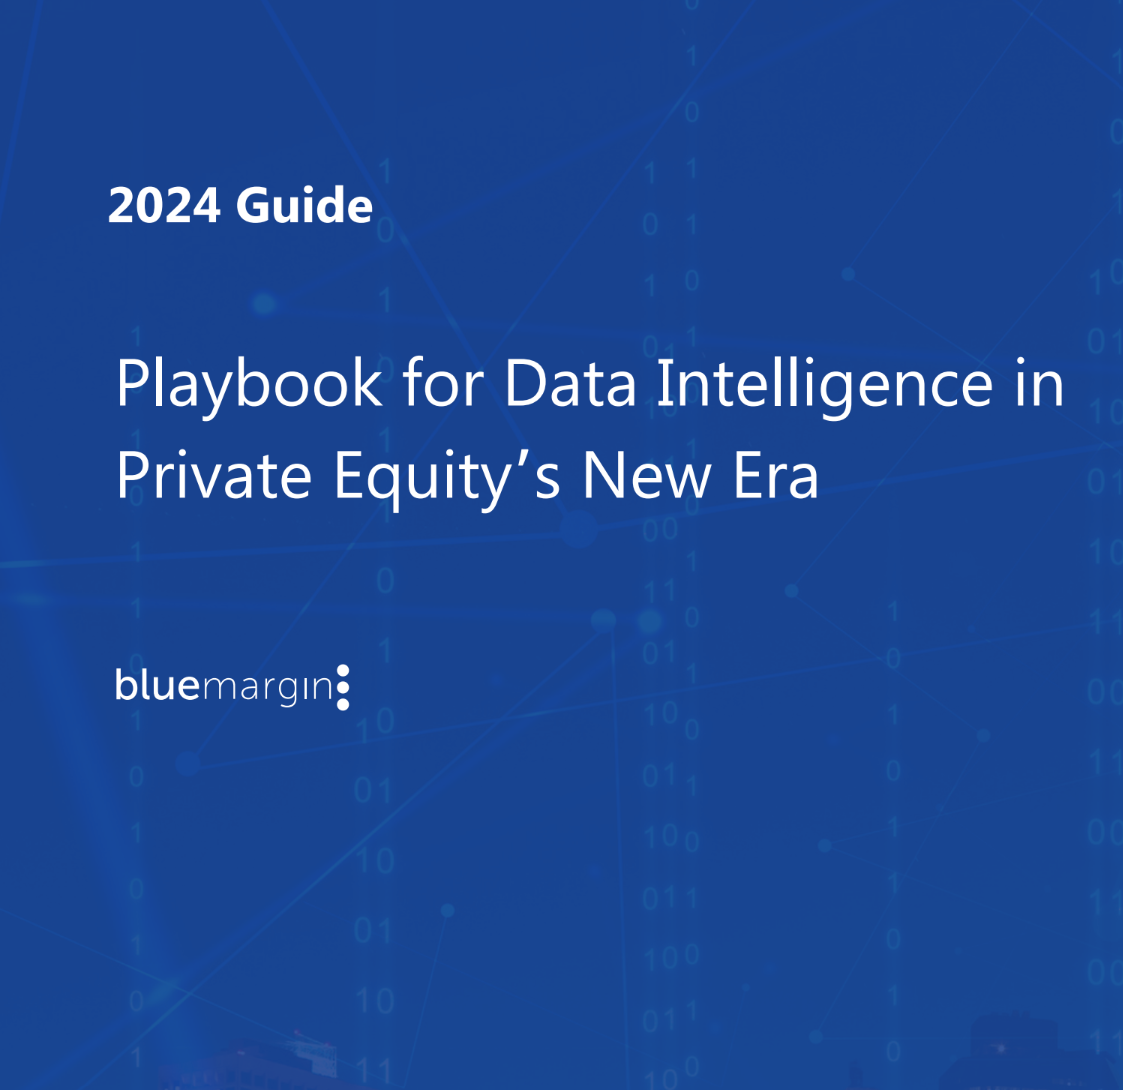 2024 Guide
Playbook for Data Intelligence in
Private Equity’s New Era
bluemargin